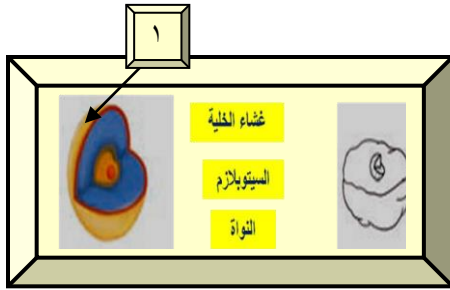 ١
غشاء الخلية
السيتوبلازم
النواة